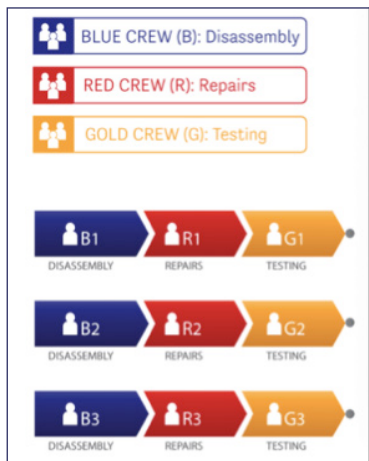 BLUE CREW (B): Disassembly
RED CREW (R): Repairs
GOLD CREW (G): Testing
B1 R1 G1
DISASSEMBLY REPAIRS TESTING
B2 R2 G2
DISASSEMBLY REPAIRS TESTING
B3 R3 G3
DISASSEMBLY REPAIRS TESTING